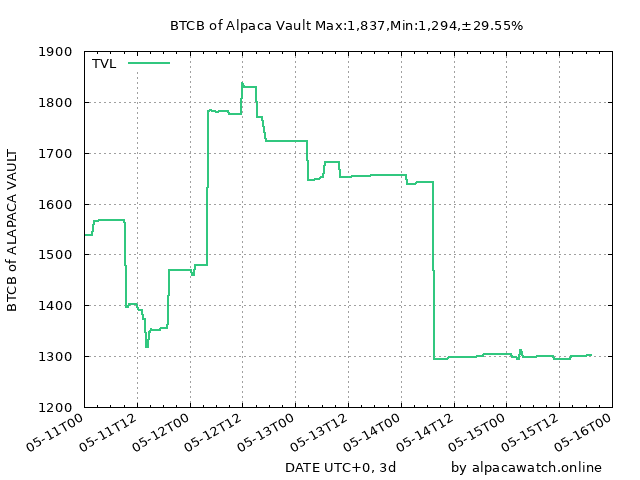 BTCB of Alpaca Vault Max:1,837,Min:1,294,±29.55%
TVL
1900
1800
1700
1600
1500
1400
1300
1200
BTCB of ALAPACA VAULT
05-11T00
05-11T12
05-12T00
05-12T12
05-13T00
05-13T12
05-14T00
05-14T12
05-15T00
05-15T12
05-16T00
DATE UTC+0, 3d
by alpacawatch.online